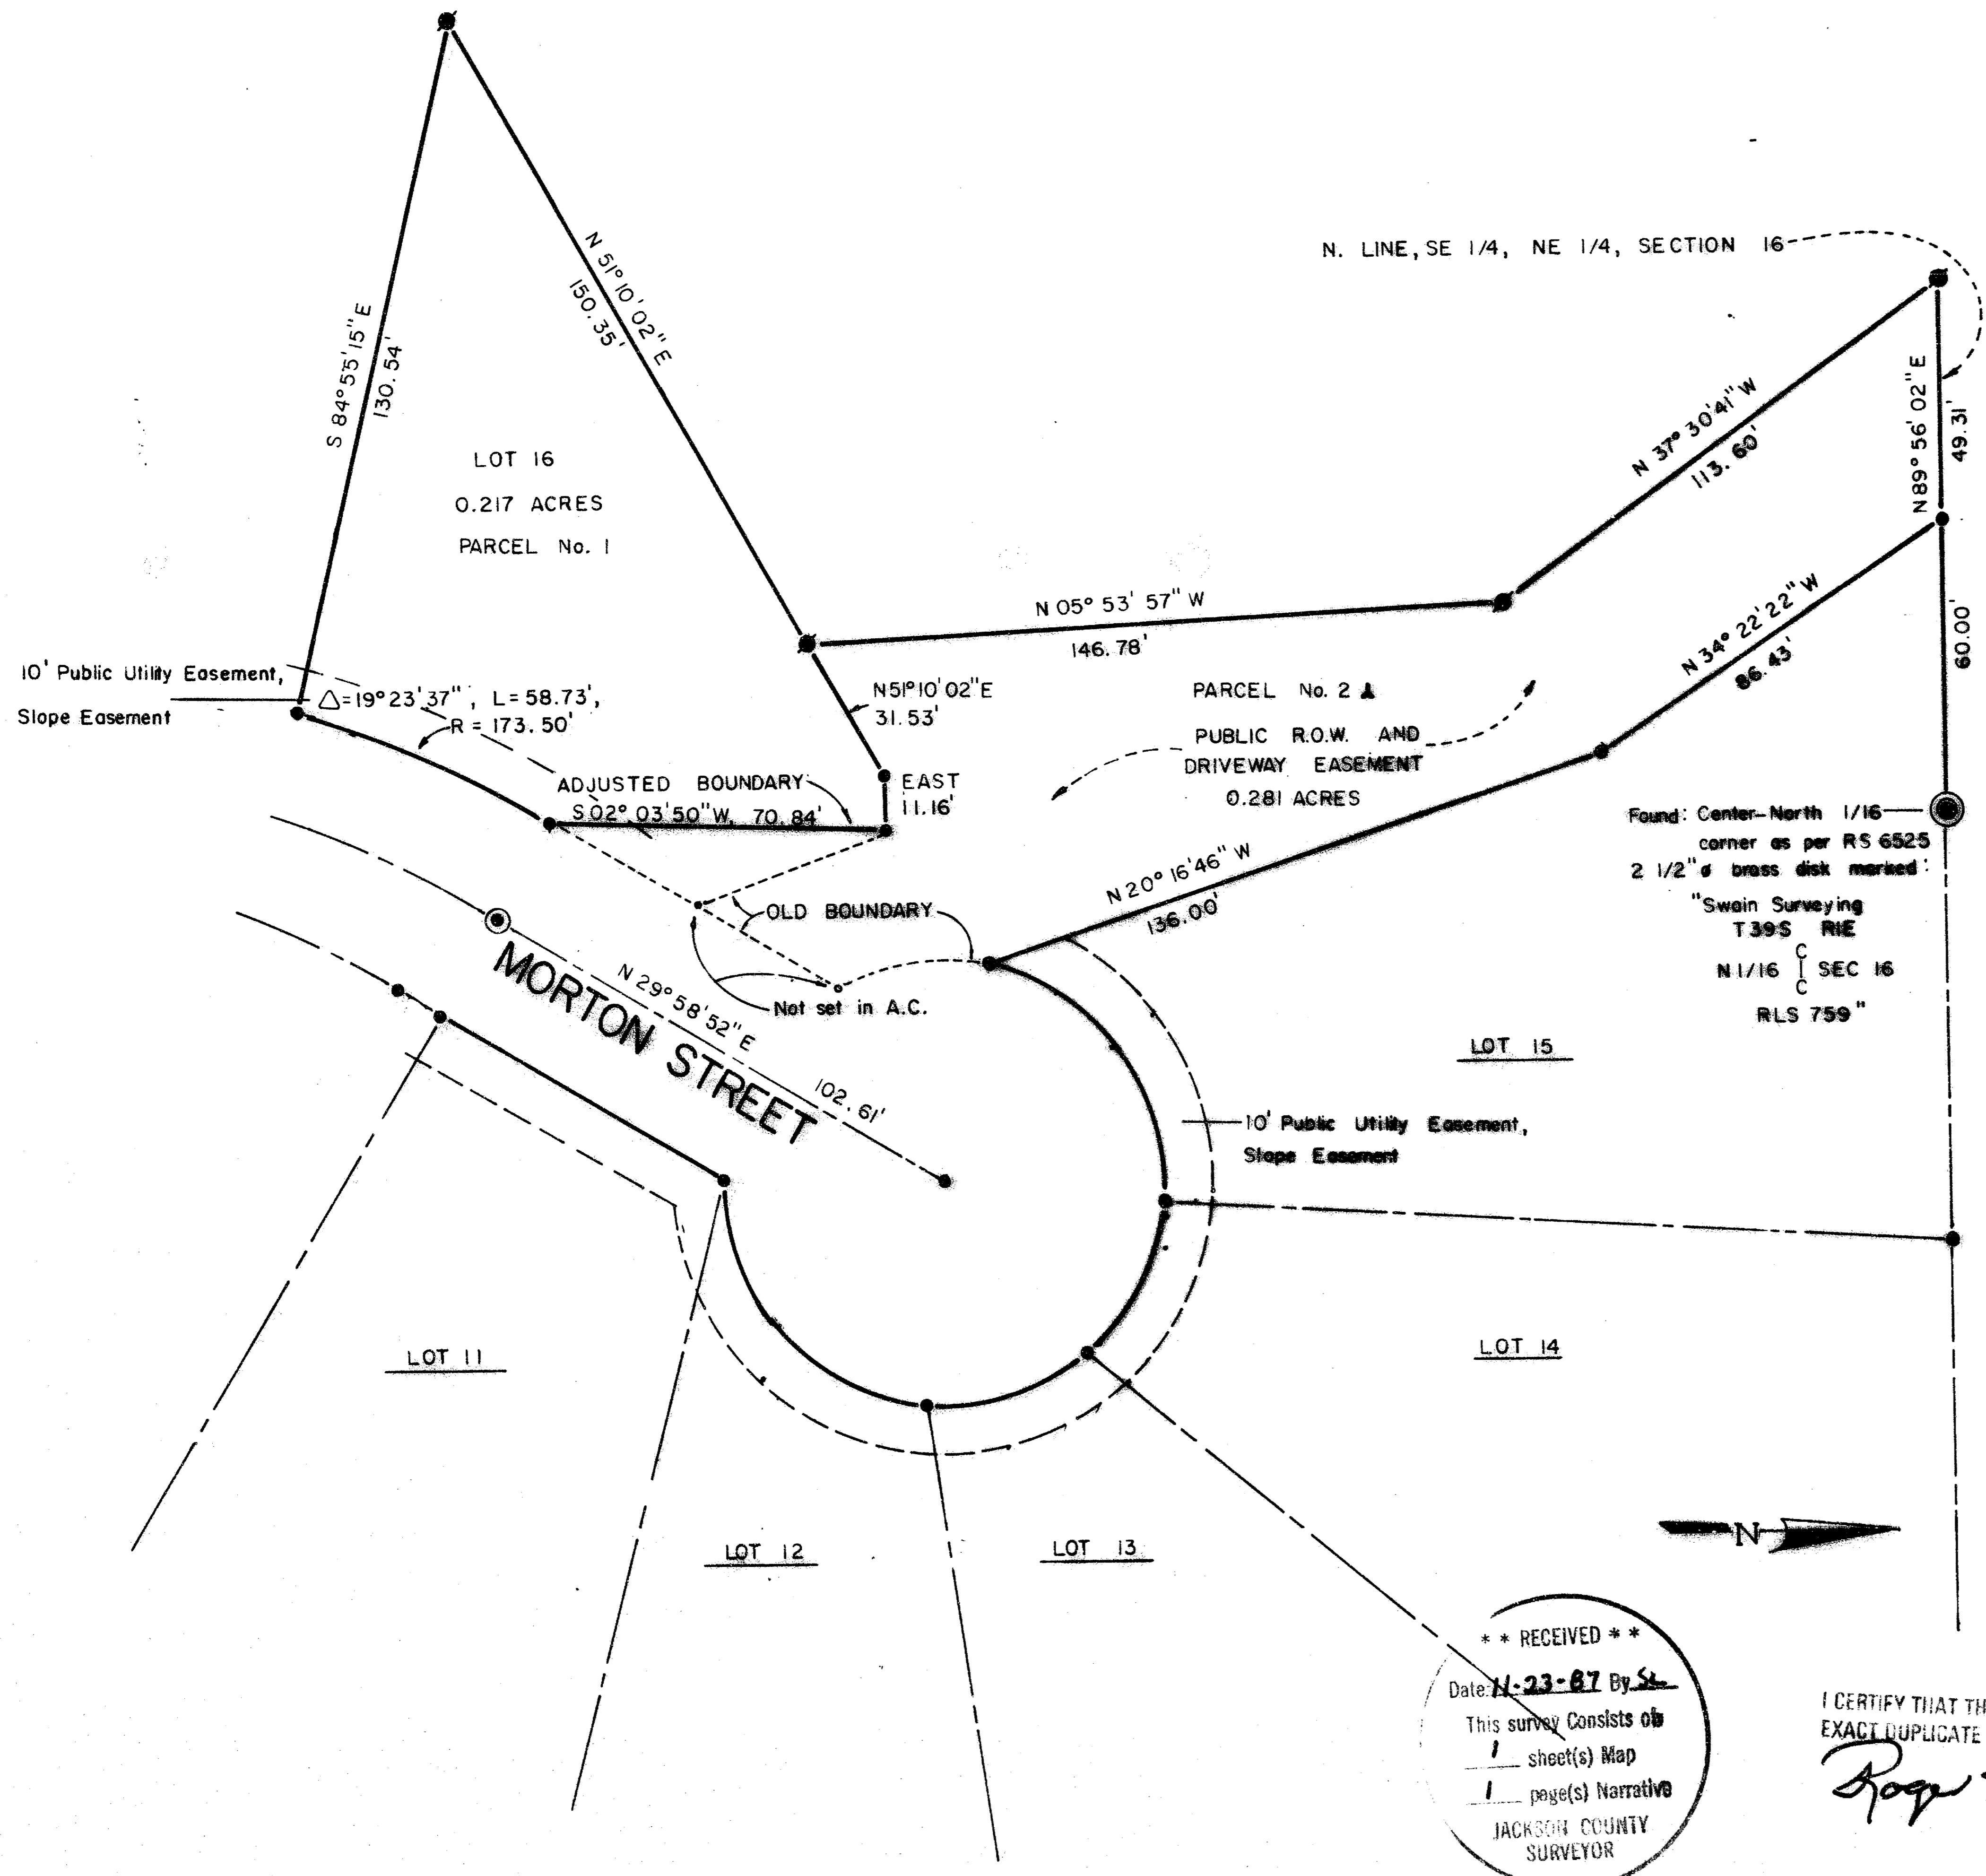 N. LINE, SE 1/4, NE 1/4, SECTION 16
S 84° 55' 15" E
130.54'
N 51° 10' 02" E
150.35'
LOT 16
0.217 ACRES
PARCEL No. 1
N 37° 30' 41" W
113.60'
N 89° 56' 02" E
49.31'
N 05° 53' 57" W
146.78'
N 34° 22' 22" W
86.43'
60.00'
10' Public Utility Easement,
Slope Easement
△=19° 23' 37", L= 58.73',
R = 173.50'
N 51° 10' 02" E
31.53'
PARCEL No. 2
PUBLIC R.O.W. AND
DRIVEWAY EASEMENT
0.281 ACRES
ADJUSTED BOUNDARY
S 02° 03' 50" W, 70.84'
EAST
11.16'
Found: Center-North 1/16
corner as per RS 6525
2 1/2" ø brass disk marked:
"Swain Surveying
T39S R1E
C
N 1/16 SEC 16
C
RLS 759"
N 20° 16' 46" W
136.00'
OLD BOUNDARY
Not set in A.C.
N 29° 58' 52" E
102.61'
MORTON STREET
LOT 15
10' Public Utility Easement,
Slope Easement
LOT 11
LOT 14
LOT 12
LOT 13
N
* * RECEIVED * *
Date: 11-23-87 By
This survey Consists of
1 sheet(s) Map
1 page(s) Narrative
JACKSON COUNTY
SURVEYOR
I CERTIFY THAT TH
EXACT DUPLICATE
Roger